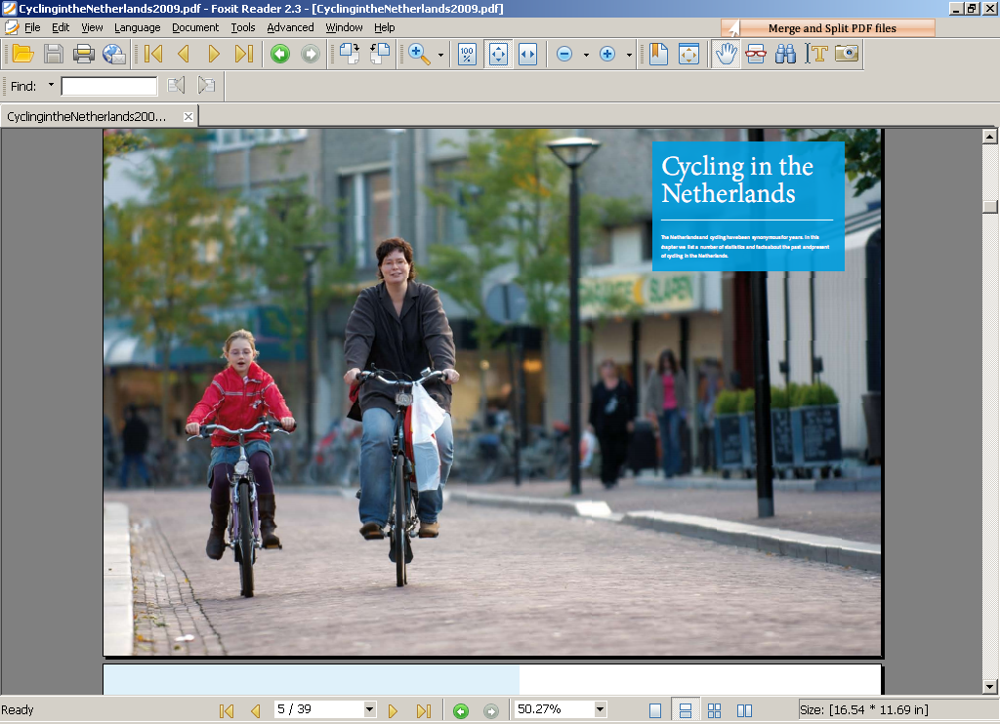 CyclingintheNetherlands2009.pdf - Foxit Reader 2.3 - [CyclingintheNetherlands2009.pdf]
File Edit View Language Document Tools Advanced Window Help
Merge and Split PDF files
100 %
T
Find:
CyclingintheNetherlands200...
Cycling in the
Netherlands
The Netherlands and cycling have been synonymous for years. In this
chapter we list a number of statistics and facts about the past and present
of cycling in the Netherlands.
SLAPEN
Ready
5 / 39
50.27%
Size: [16.54 * 11.69 in]